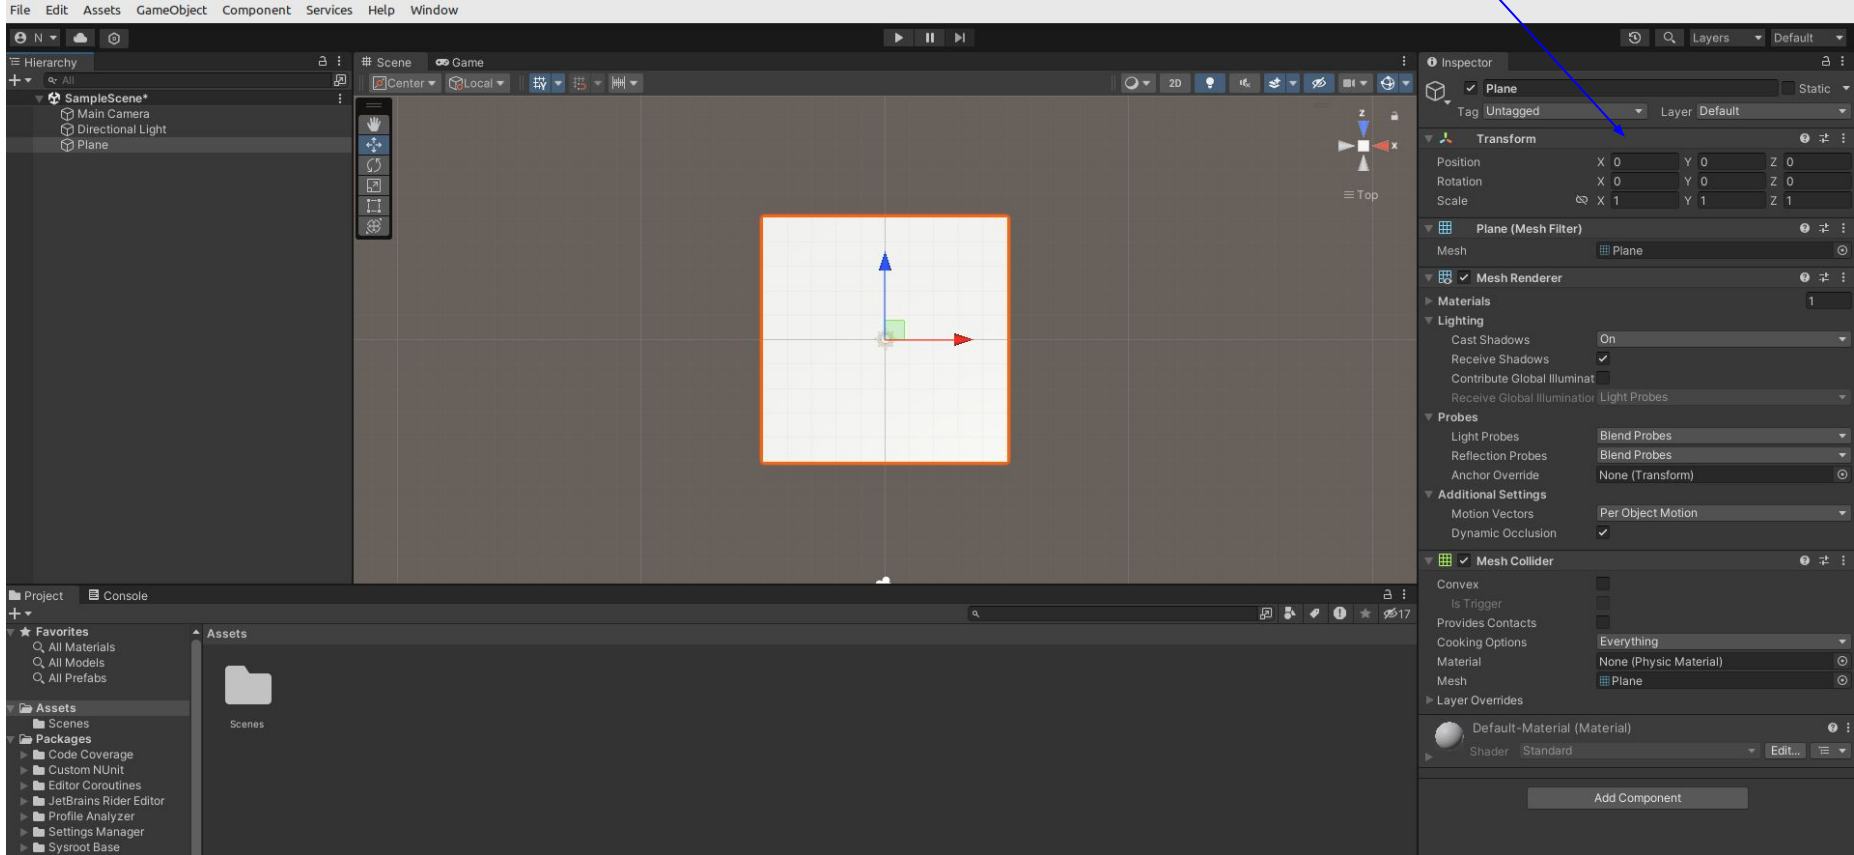 File Edit Assets GameObject Component Services Help Window
N Layers Default
Hierarchy
All
SampleScene*
Main Camera
Directional Light
Plane
Scene Game
Center Local 2D
z
x
Top
Inspector
Plane Static
Tag Untagged Layer Default
Transform
Position X 0 Y 0 Z 0
Rotation X 0 Y 0 Z 0
Scale X 1 Y 1 Z 1
Plane (Mesh Filter)
Mesh Plane
Mesh Renderer
Materials 1
Lighting
Cast Shadows On
Receive Shadows
Contribute Global Illuminat
Receive Global Illumination Light Probes
Probes
Light Probes Blend Probes
Reflection Probes Blend Probes
Anchor Override None (Transform)
Additional Settings
Motion Vectors Per Object Motion
Dynamic Occlusion
Mesh Collider
Convex
Is Trigger
Provides Contacts
Cooking Options Everything
Material None (Physic Material)
Mesh Plane
Layer Overrides
Default-Material (Material)
Shader Standard Edit...
Add Component
Project Console
17
Favorites
All Materials
All Models
All Prefabs
Assets
Scenes
Packages
Code Coverage
Custom NUnit
Editor Coroutines
JetBrains Rider Editor
Profile Analyzer
Settings Manager
Sysroot Base
Assets
Scenes